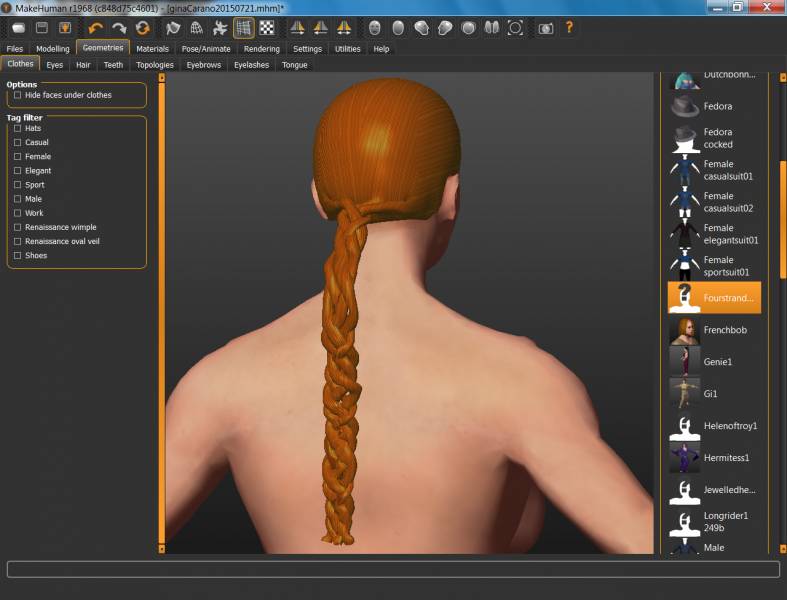 MakeHuman r1968 (c848d75c4601) - [ginaCarano20150721.mhm]*
Files Modelling Geometries Materials Pose/Animate Rendering Settings Utilities Help
Clothes Eyes Hair Teeth Topologies Eyebrows Eyelashes Tongue
Options
Hide faces under clothes
Tag filter
Hats
Casual
Female
Elegant
Sport
Male
Work
Renaissance wimple
Renaissance oval veil
Shoes
Dutchbonn...
Fedora
Fedora
cocked
Female
casualsuit01
Female
casualsuit02
Female
elegantsuit01
Female
sportsuit01
Fourstrand...
Frenchbob
Genie1
Gi1
Helenoftroy1
Hermitess1
Jewelledhe...
Longrider1
249b
Male